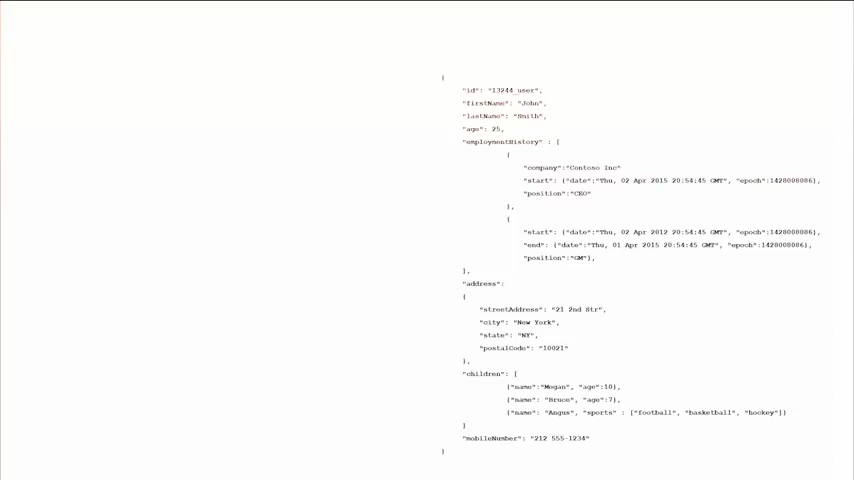 {
"id": "13244_user",
"firstName": "John",
"lastName": "Smith",
"age": 25,
"employmentHistory" : [
{
"company":"Contoso Inc"
"start": {"date":"Thu, 02 Apr 2015 20:54:45 GMT", "epoch":1428008086},
"position":"CEO"
},
{
"start": {"date":"Thu, 02 Apr 2012 20:54:45 GMT", "epoch":1428008086},
"end": {"date":"Thu, 01 Apr 2015 20:54:45 GMT", "epoch":1428008086},
"position":"GM"},
],
"address":
{
"streetAddress": "21 2nd Str",
"city": "New York",
"state": "NY",
"postalCode": "10021"
},
"children": [
{"name":"Megan", "age":10},
{"name": "Bruce", "age":7},
{"name": "Angus", "sports" : ["football", "basketball", "hockey"]}
]
"mobileNumber": "212 555-1234"
}